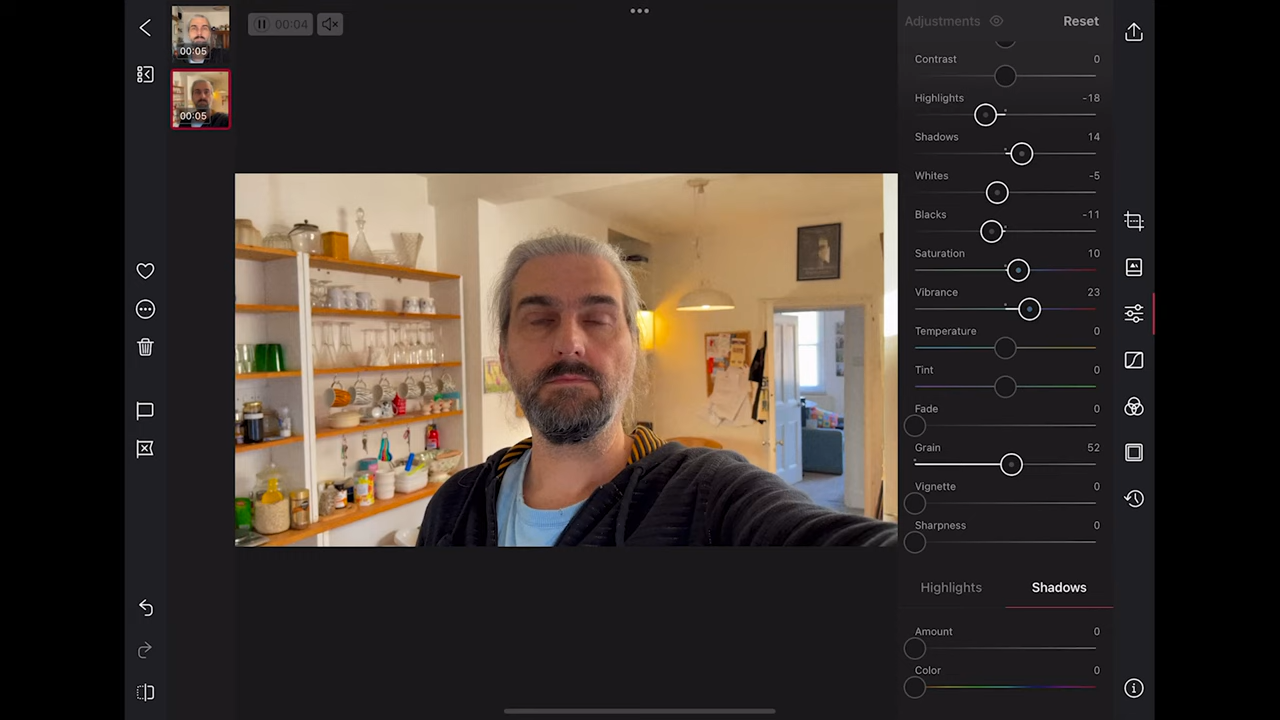 00:05
00:05
00:04
Adjustments
Reset
Contrast 0
Highlights -18
Shadows 14
Whites -5
Blacks -11
Saturation 10
Vibrance 23
Temperature 0
Tint 0
Fade 0
Grain 52
Vignette 0
Sharpness 0
Highlights Shadows
Amount 0
Color 0